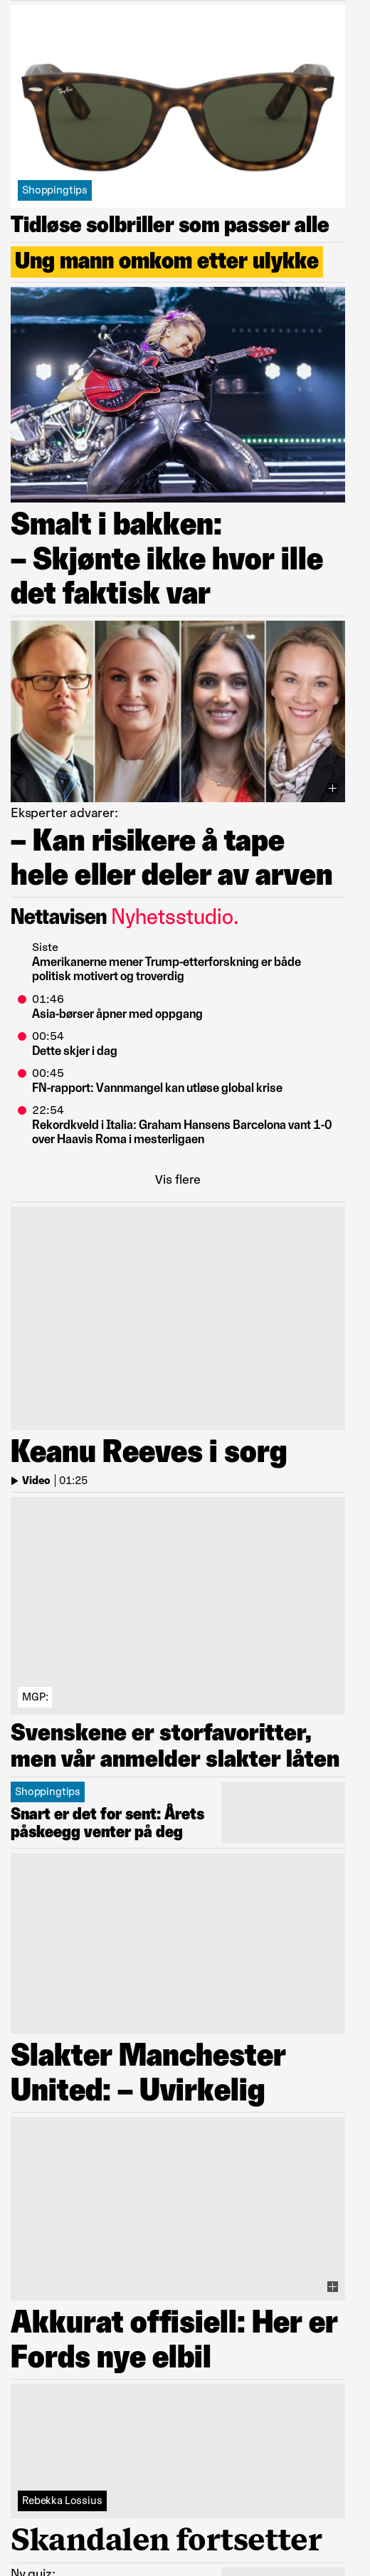 Ray-Ban
Shoppingtips
Tidløse solbriller som passer alle
Ung mann omkom etter ulykke
Smalt i bakken:
– Skjønte ikke hvor ille
det faktisk var
Eksperter advarer:
– Kan risikere å tape
hele eller deler av arven
Nettavisen Nyhetsstudio.
Siste
Amerikanerne mener Trump-etterforskning er både
politisk motivert og troverdig
01:46
Asia-børser åpner med oppgang
00:54
Dette skjer i dag
00:45
FN-rapport: Vannmangel kan utløse global krise
22:54
Rekordkveld i Italia: Graham Hansens Barcelona vant 1-0
over Haavis Roma i mesterligaen
Vis flere
Keanu Reeves i sorg
Video 01:25
MGP:
Svenskene er storfavoritter,
men vår anmelder slakter låten
Shoppingtips
Snart er det for sent: Årets
påskeegg venter på deg
Slakter Manchester
United: – Uvirkelig
Akkurat offisiell: Her er
Fords nye elbil
Rebekka Lossius
Skandalen fortsetter
Ny quiz: